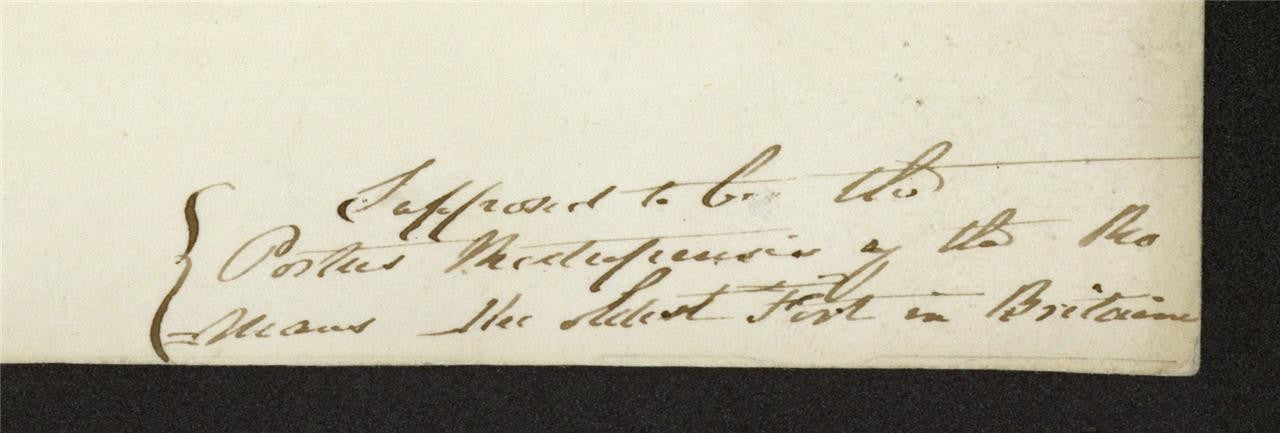 Supposed to be the
Portus Rhutupensis of the Ro
=mans the oldest Fort in Britaine